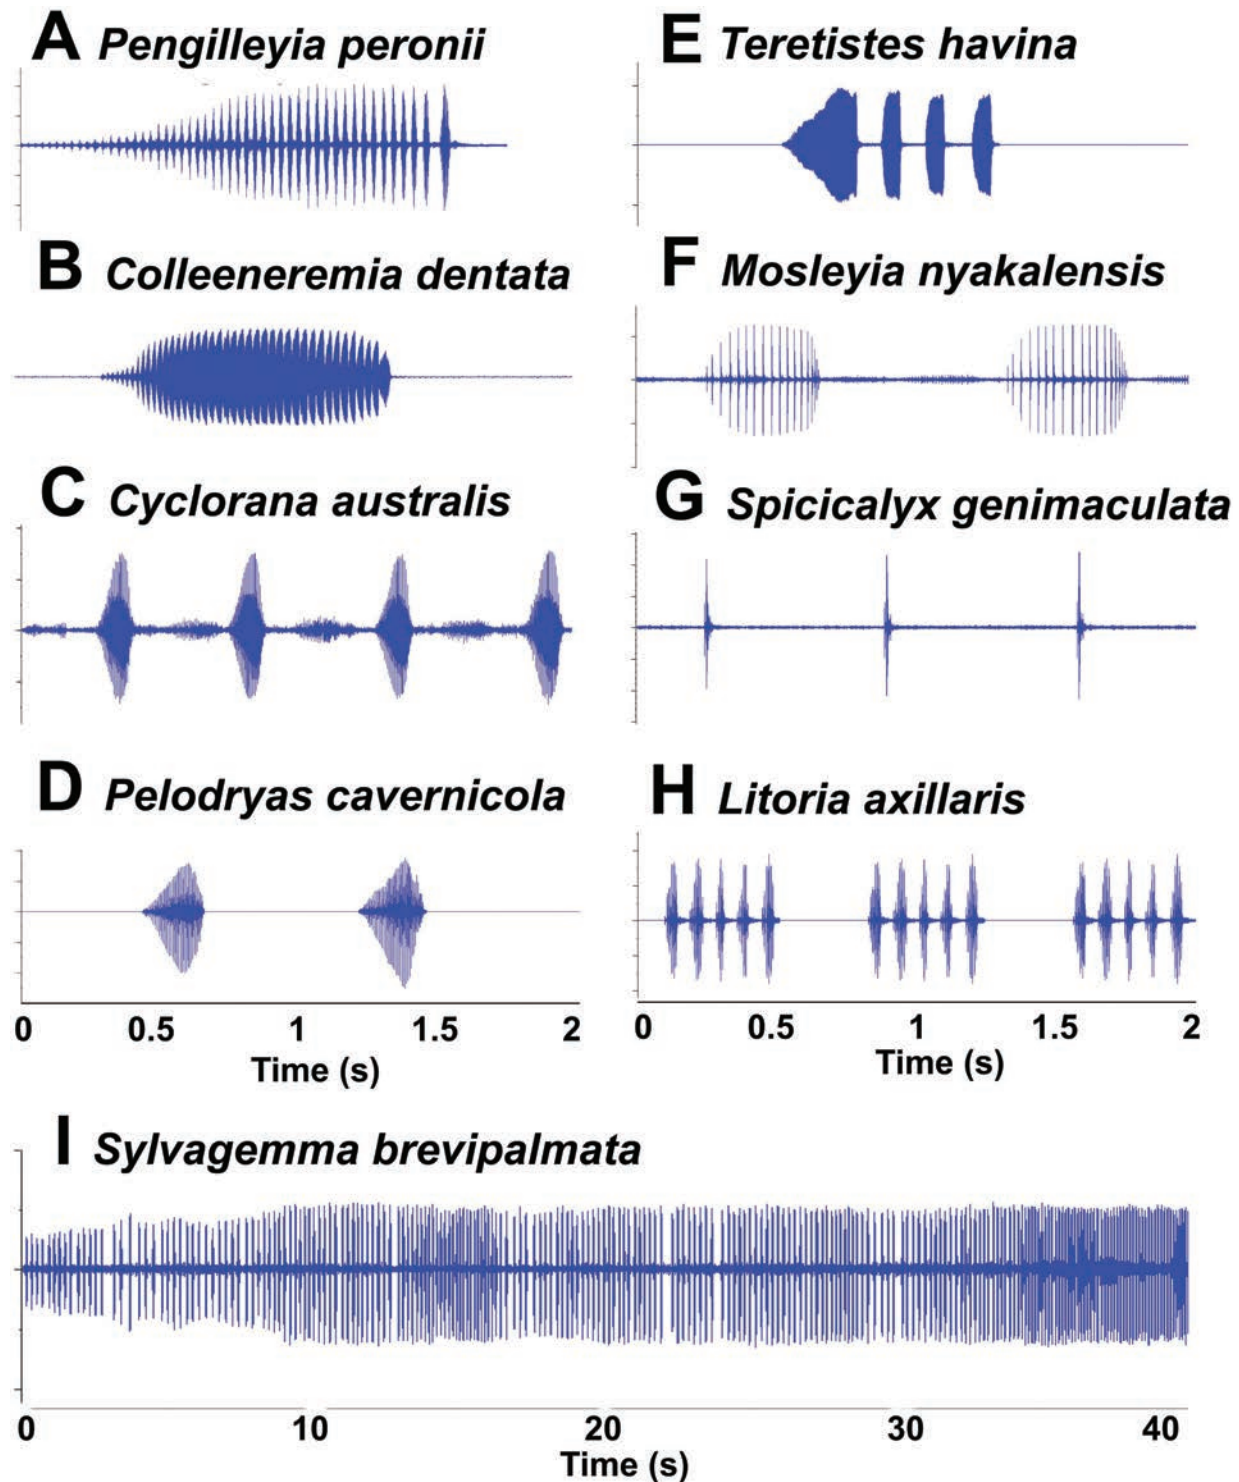 A Pengilleyia peronii
E Teretistes havina
B Colleeneremia dentata
F Mosleyia nyakalensis
C Cyclorana australis
G Spicicalyx genimaculata
D Pelodryas cavernicola
H Litoria axillaris
0 0.5 1 1.5 2
Time (s)
0 0.5 1 1.5 2
Time (s)
I Sylvagemma brevipalmata
0 10 20 30 40
Time (s)